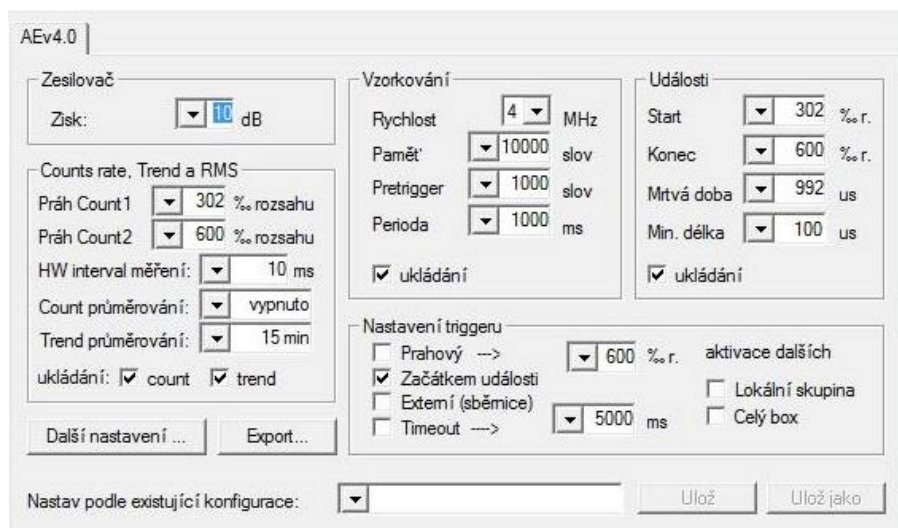 AEv4.0
Zesilovač
Zisk: 10 dB
Counts rate, Trend a RMS
Práh Count1 302 ‰ rozsahu
Práh Count2 600 ‰ rozsahu
HW interval měření: 10 ms
Count průměrování: vypnuto
Trend průměrování: 15 min
ukládání: count trend
Další nastavení ... Export...
Vzorkování
Rychlost 4 MHz
Paměť 10000 slov
Pretrigger 1000 slov
Perioda 1000 ms
ukládání
Události
Start 302 ‰ r.
Konec 600 ‰ r.
Mrtvá doba 992 us
Min. délka 100 us
ukládání
Nastavení triggeru
Prahový ---> 600 ‰ r. aktivace dalších
Začátkem události Lokální skupina
Externí (sběrnice) Celý box
Timeout ---> 5000 ms
Nastav podle existující konfigurace: Ulož Ulož jako